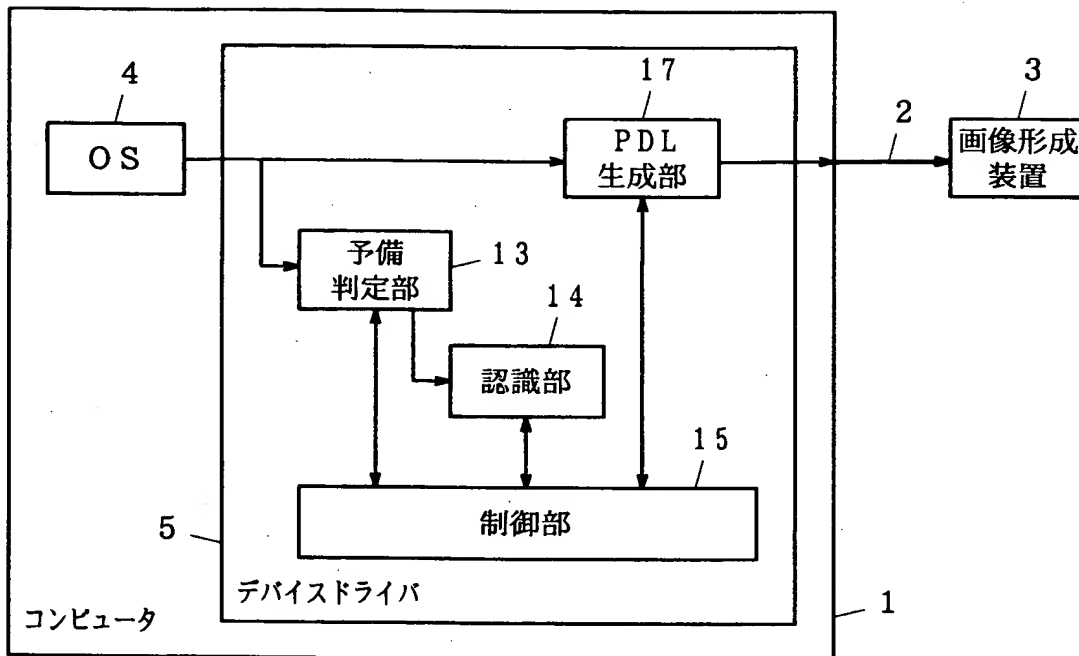 4
OS
17
PDL
生成部
2
3
画像形成
装置
予備
判定部
13
14
認識部
15
制御部
5
デバイスドライバ
コンピュータ
1